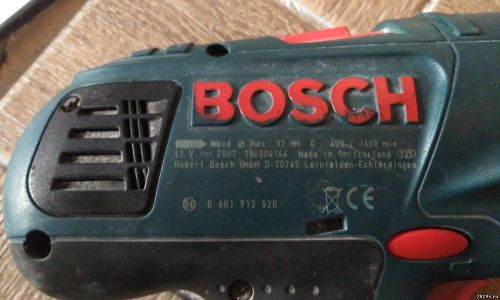 BOSCH
Wood ø max. 32 mm 0 - 400 / 1400 min⁻¹
12 V 2007 786004146 Made in Switzerland
Robert Bosch GmbH D-70745 Leinfelden-Echterdingen
0 601 912 520
CE